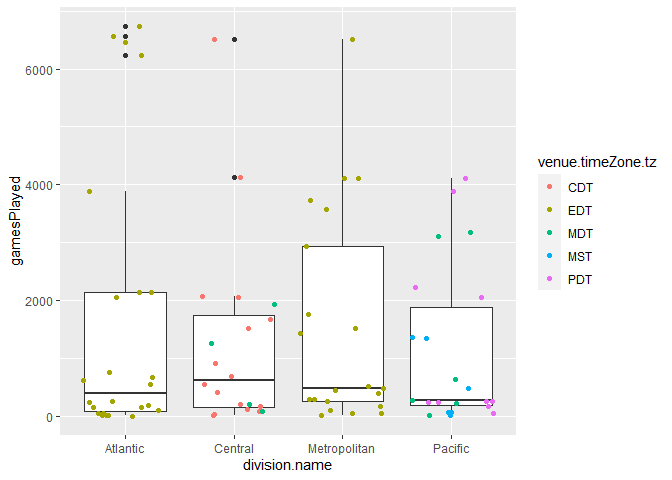 6000
4000
2000
0
gamesPlayed
Atlantic
Central
Metropolitan
Pacific
division.name
venue.timeZone.tz
CDT
EDT
MDT
MST
PDT